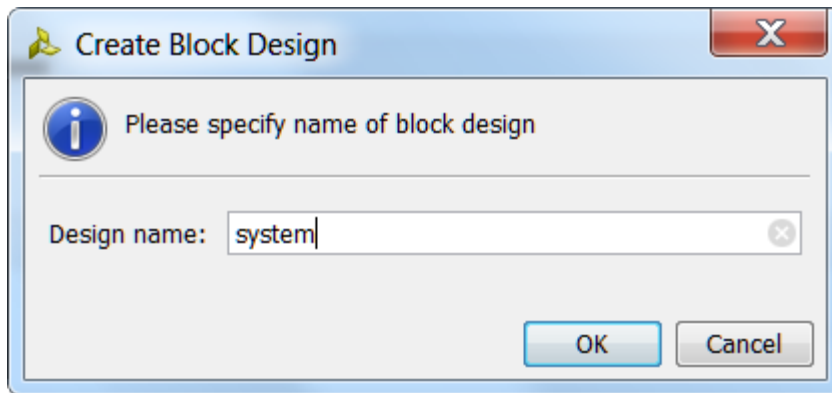 Create Block Design
Please specify name of block design
Design name: system
OK Cancel